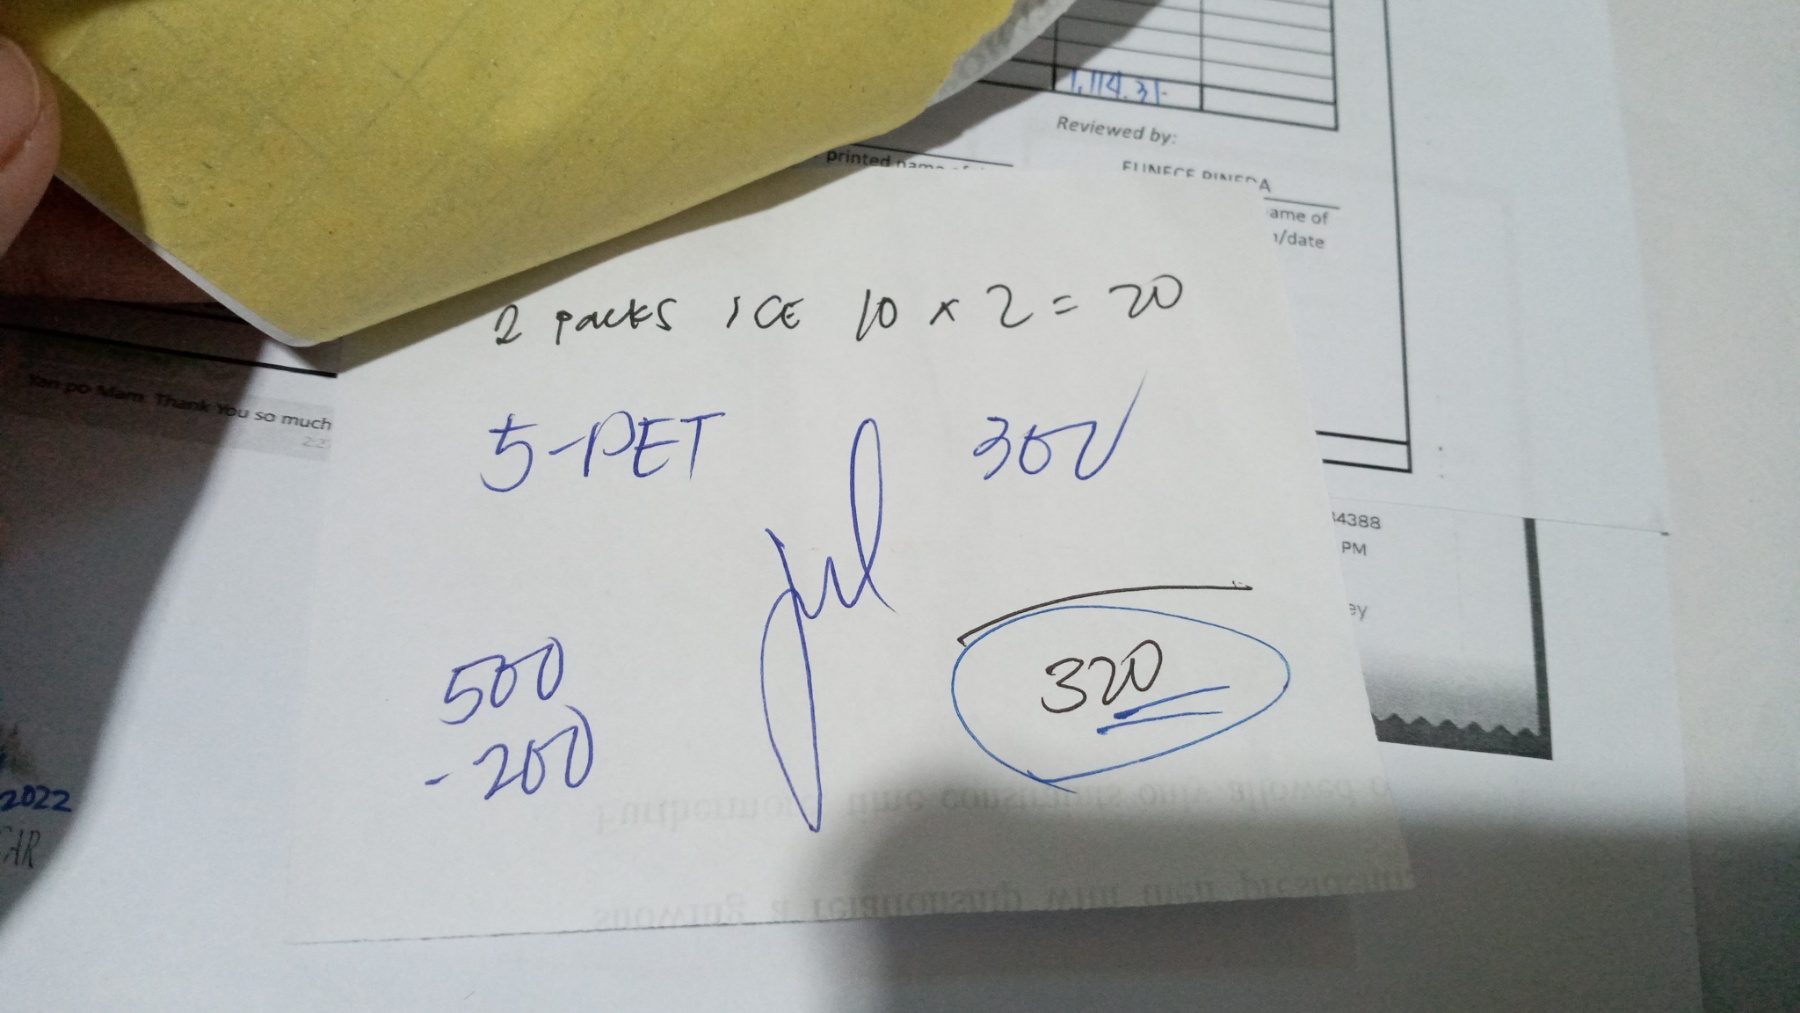 1,114.31
Reviewed by:
printed name of
EUNECE PINEDA
ame of
/date
2 packs ICE 10 x 2 = 20
Yan po Mam Thank You so much
5-PET 300
4388
PM
ey
320
500
-200
2022